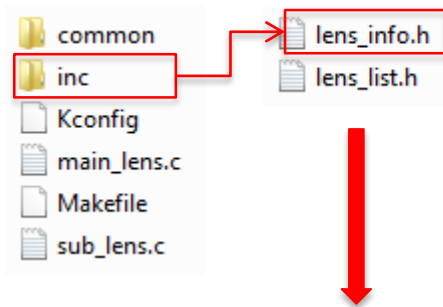 common
inc
Kconfig
main_lens.c
Makefile
sub_lens.c
lens_info.h
lens_list.h